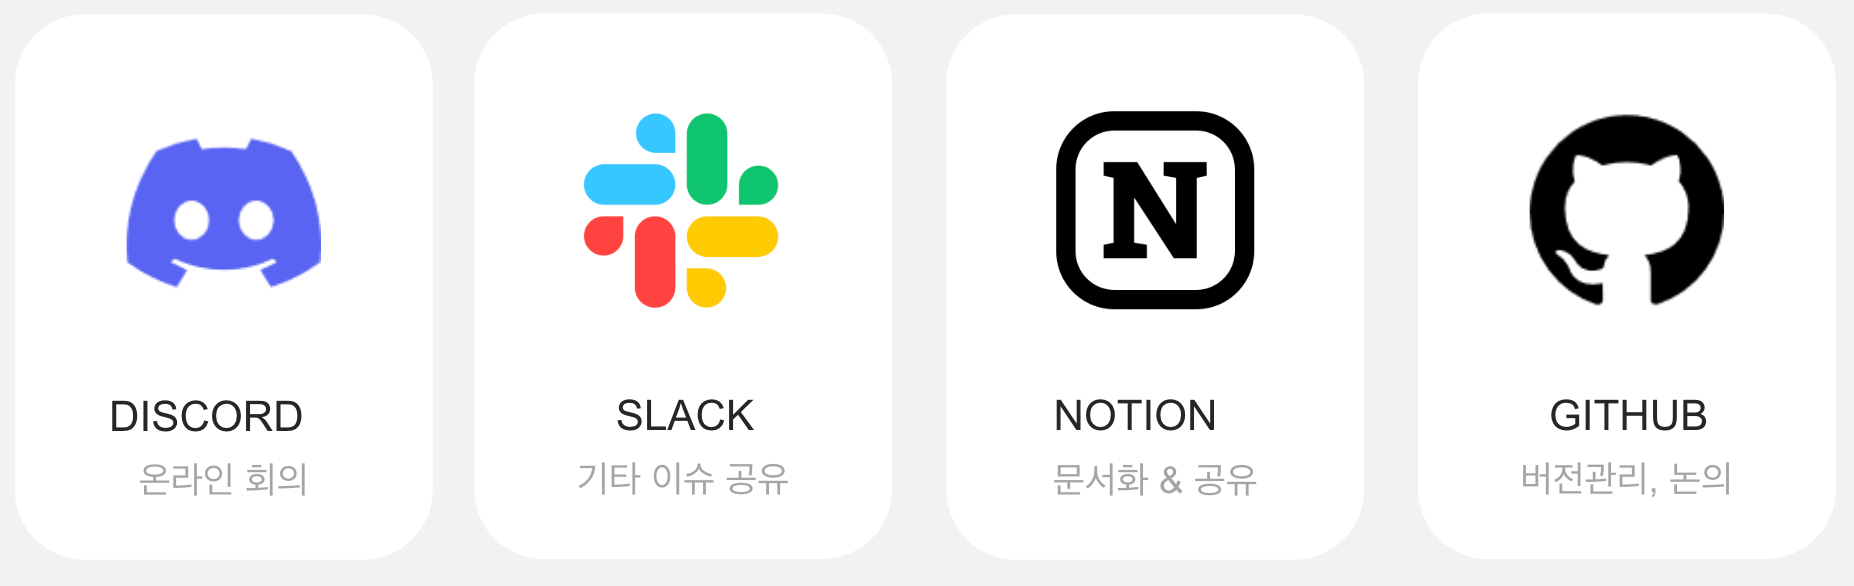 DISCORD
온라인 회의
SLACK
기타 이슈 공유
N
NOTION
문서화 & 공유
GITHUB
버전관리, 논의